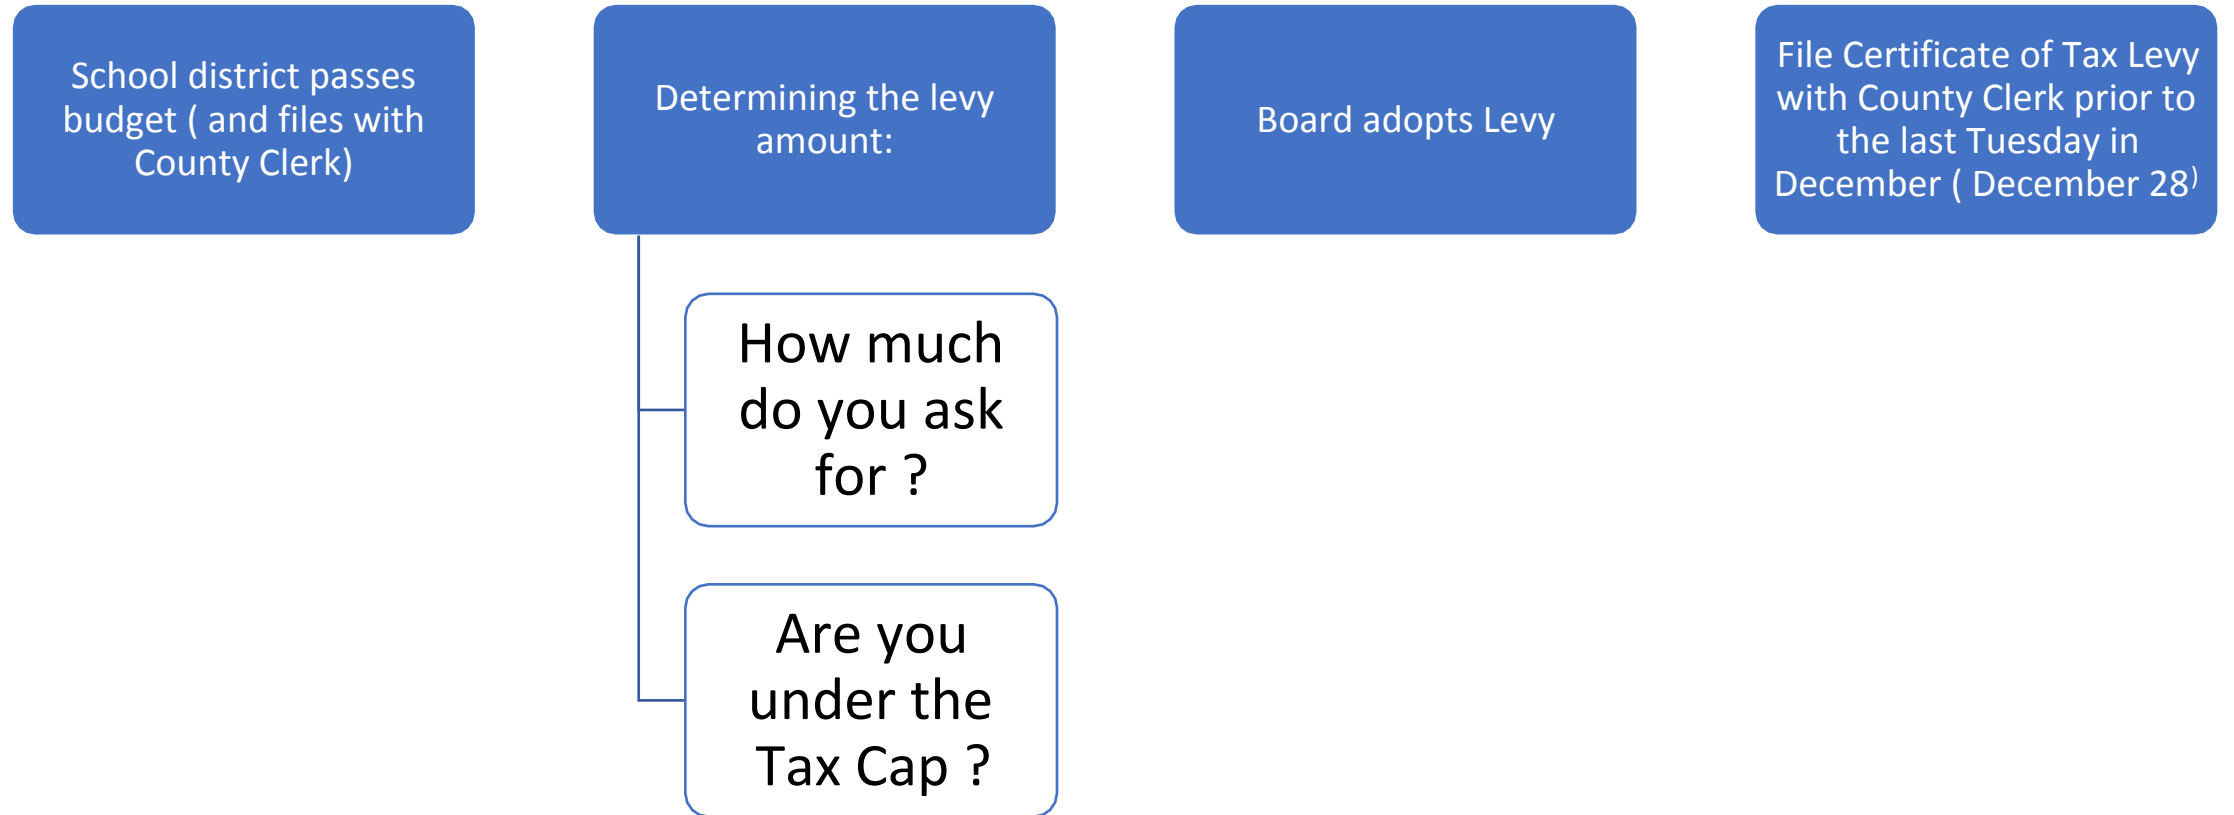 School district passes
budget ( and files with
County Clerk)
Determining the levy
amount:
How much
do you ask
for ?
Are you
under the
Tax Cap ?
Board adopts Levy
File Certificate of Tax Levy
with County Clerk prior to
the last Tuesday in
December ( December 28)